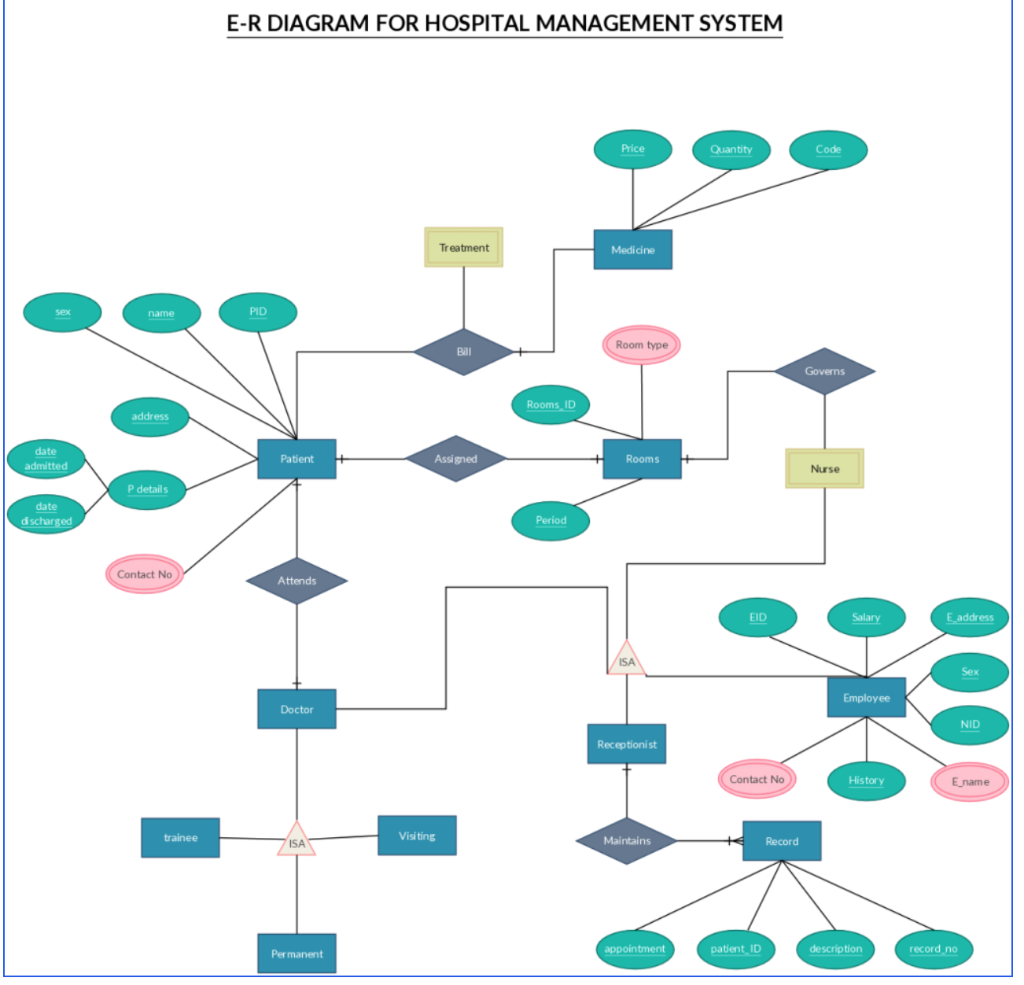 E-R DIAGRAM FOR HOSPITAL MANAGEMENT SYSTEM
Price
Quantity
Code
Treatment
Medicine
sex
name
PID
Bill
Room type
Governs
Rooms_ID
address
date
admitted
Patient
Assigned
Rooms
Nurse
P details
date
discharged
Period
Contact No
Attends
EID
Salary
E_address
ISA
Sex
Employee
Doctor
NID
Receptionist
Contact No
History
E_name
trainee
ISA
Visiting
Maintains
Record
Permanent
appointment
patient_ID
description
record_no